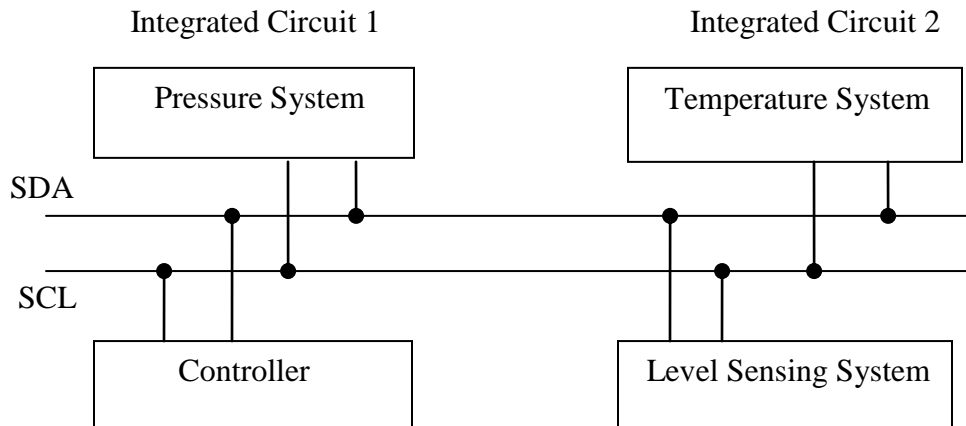 Integrated Circuit 1
Integrated Circuit 2
Pressure System
Temperature System
SDA
SCL
Controller
Level Sensing System